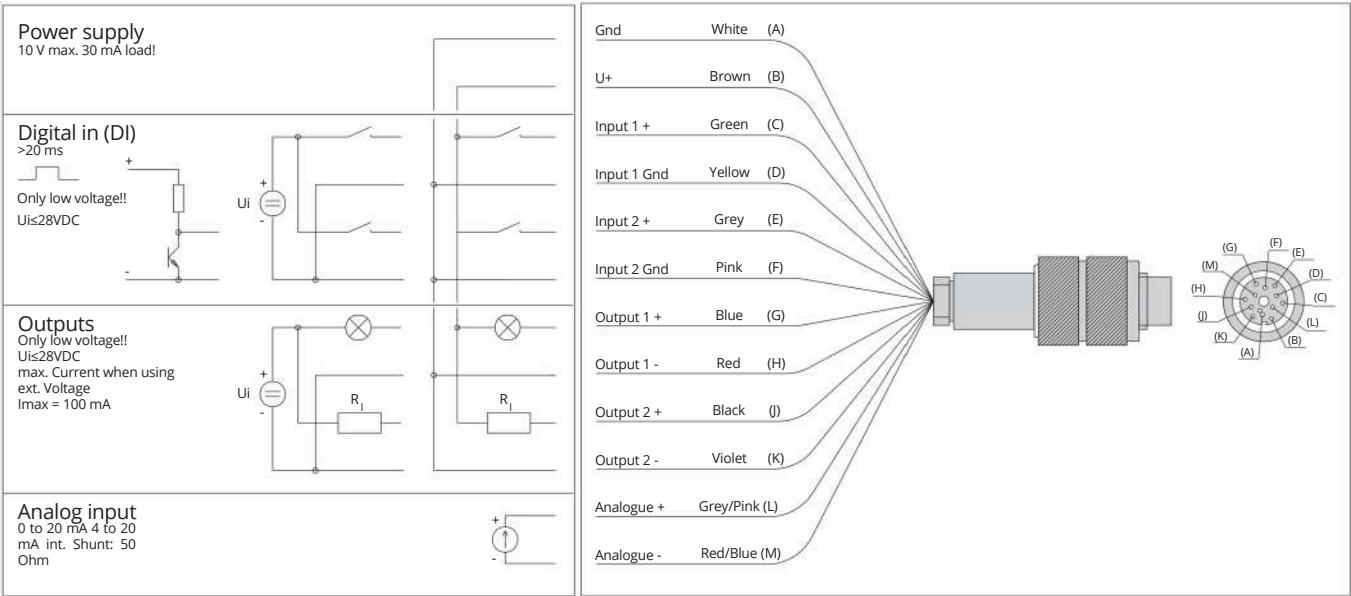 Power supply
10 V max. 30 mA load!
Digital in (DI)
>20 ms
+
Only low voltage!!
Ui≤28VDC
-
+
Ui
-
Outputs
Only low voltage!!
Ui≤28VDC
max. Current when using
ext. Voltage
Imax = 100 mA
+
Ui
-
R I
R I
Analog input
0 to 20 mA 4 to 20
mA int. Shunt: 50
Ohm
+
-
Gnd White (A)
U+ Brown (B)
Input 1 + Green (C)
Input 1 Gnd Yellow (D)
Input 2 + Grey (E)
Input 2 Gnd Pink (F)
Output 1 + Blue (G)
Output 1 - Red (H)
Output 2 + Black (J)
Output 2 - Violet (K)
Analogue + Grey/Pink (L)
Analogue - Red/Blue (M)
(G)
(F)
(E)
(M)
(D)
(H)
(C)
(J)
(L)
(K)
(B)
(A)